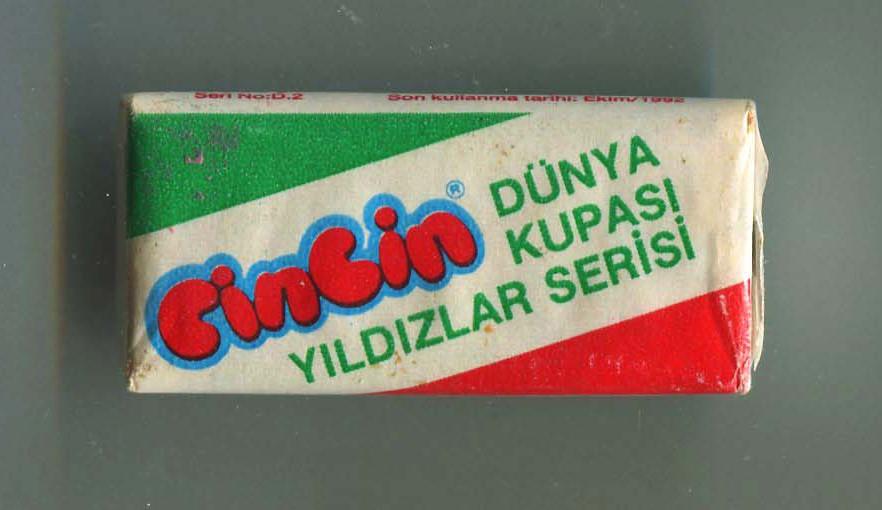 Seri No:D.2 Son kullanma tarihi: Ekim/1992
CinCin®
DÜNYA
KUPASI
YILDIZLAR SERİSİ